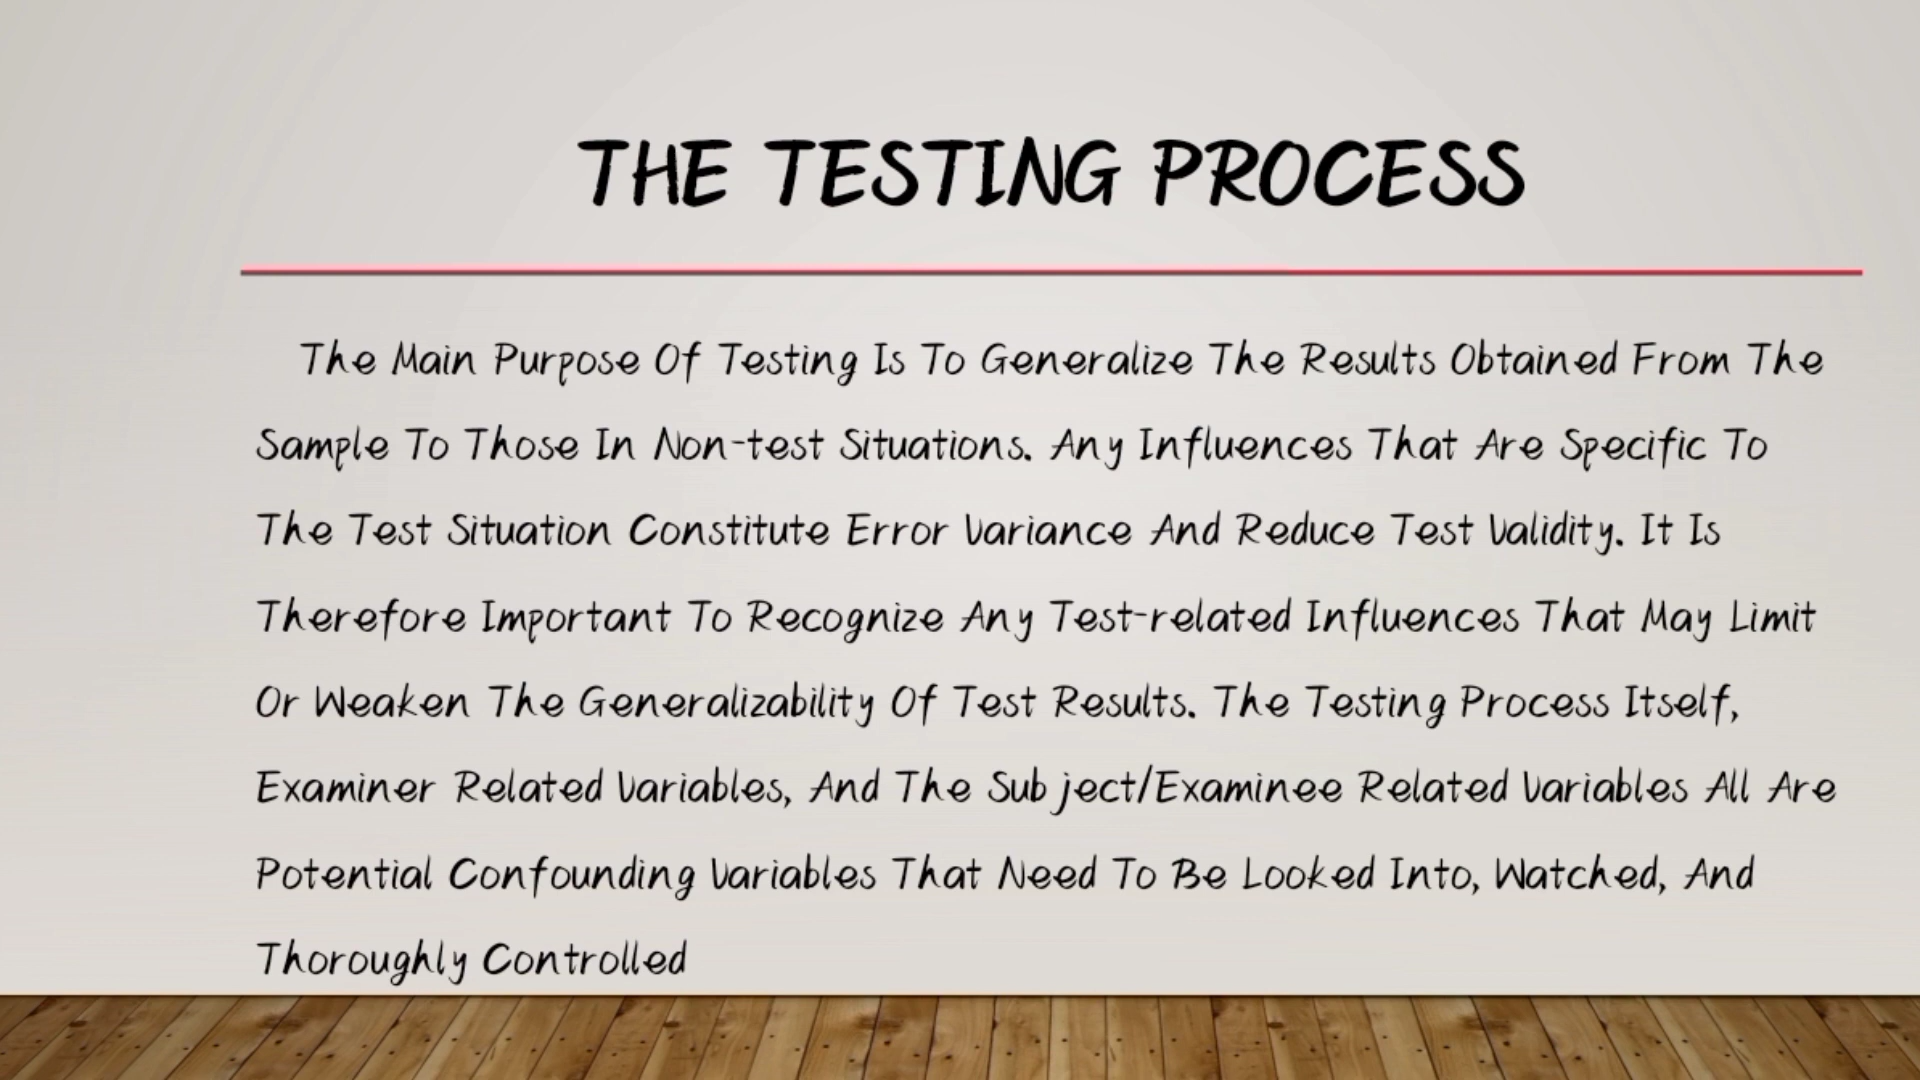 THE TESTING PROCESS
The Main Purpose Of Testing Is To Generalize The Results Obtained From The
Sample To Those In Non-test Situations. Any Influences That Are Specific To
The Test Situation Constitute Error Variance And Reduce Test Validity. It Is
Therefore Important To Recognize Any Test-related Influences That May Limit
Or Weaken The Generalizability Of Test Results. The Testing Process Itself,
Examiner Related Variables, And The Subject/Examinee Related Variables All Are
Potential Confounding Variables That Need To Be Looked Into, Watched, And
Thoroughly Controlled